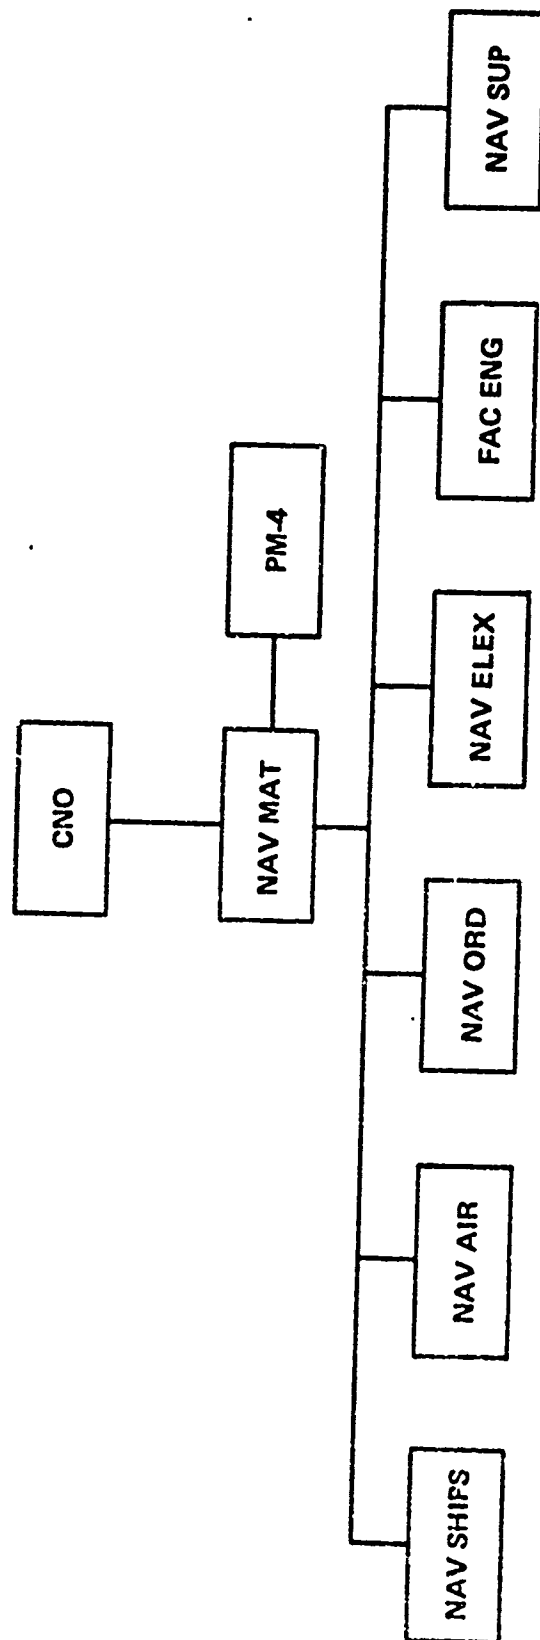 CNO
NAV MAT
PM-4
NAV SHIPS
NAV AIR
NAV ORD
NAV ELEX
FAC ENG
NAV SUP